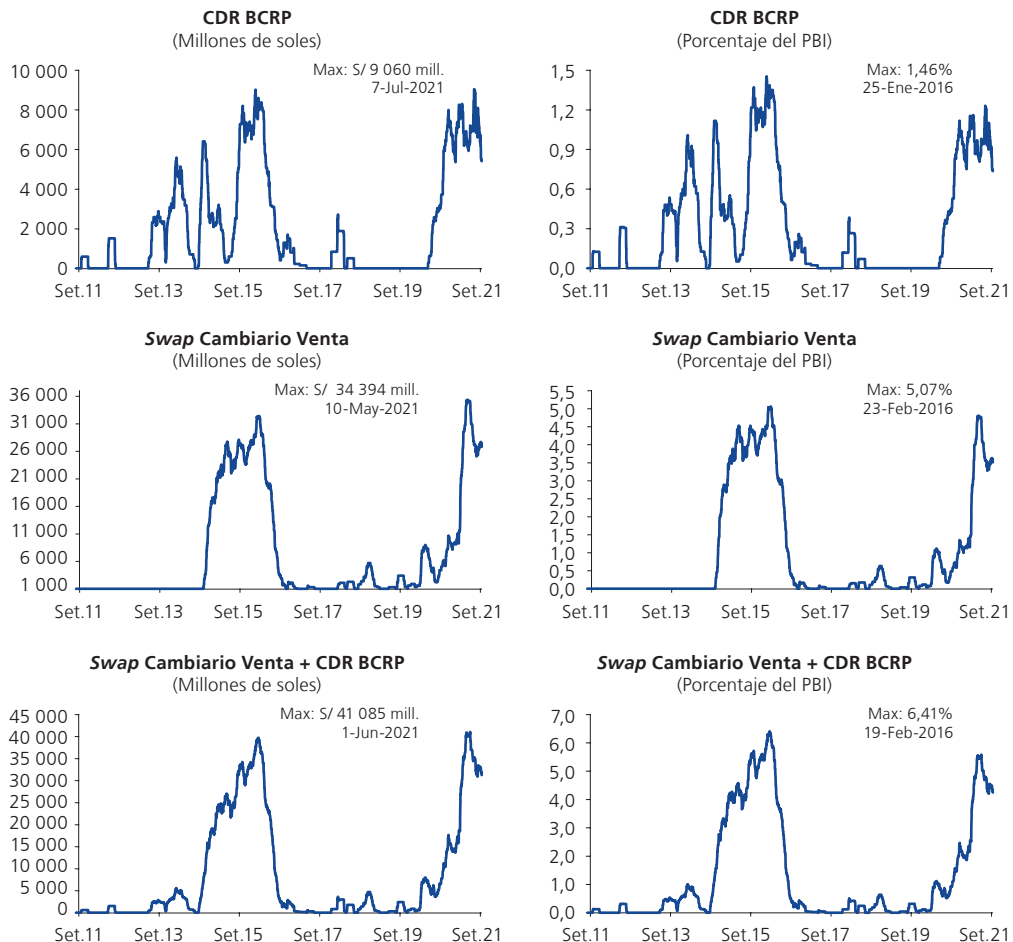 CDR BCRP
(Millones de soles)
Max: S/ 9 060 mill.
7-Jul-2021
10 000
8 000
6 000
4 000
2 000
0
Set.11 Set.13 Set.15 Set.17 Set.19 Set.21
CDR BCRP
(Porcentaje del PBI)
Max: 1,46%
25-Ene-2016
1,5
1,2
0,9
0,6
0,3
0,0
Set.11 Set.13 Set.15 Set.17 Set.19 Set.21
Swap Cambiario Venta
(Millones de soles)
Max: S/ 34 394 mill.
10-May-2021
36 000
31 000
26 000
21 000
16 000
11 000
6 000
1 000
Set.11 Set.13 Set.15 Set.17 Set.19 Set.21
Swap Cambiario Venta
(Porcentaje del PBI)
Max: 5,07%
23-Feb-2016
5,5
5,0
4,5
4,0
3,5
3,0
2,5
2,0
1,5
1,0
0,5
0,0
Set.11 Set.13 Set.15 Set.17 Set.19 Set.21
Swap Cambiario Venta + CDR BCRP
(Millones de soles)
Max: S/ 41 085 mill.
1-Jun-2021
45 000
40 000
35 000
30 000
25 000
20 000
15 000
10 000
5 000
0
Set.11 Set.13 Set.15 Set.17 Set.19 Set.21
Swap Cambiario Venta + CDR BCRP
(Porcentaje del PBI)
Max: 6,41%
19-Feb-2016
7,0
6,0
5,0
4,0
3,0
2,0
1,0
0,0
Set.11 Set.13 Set.15 Set.17 Set.19 Set.21